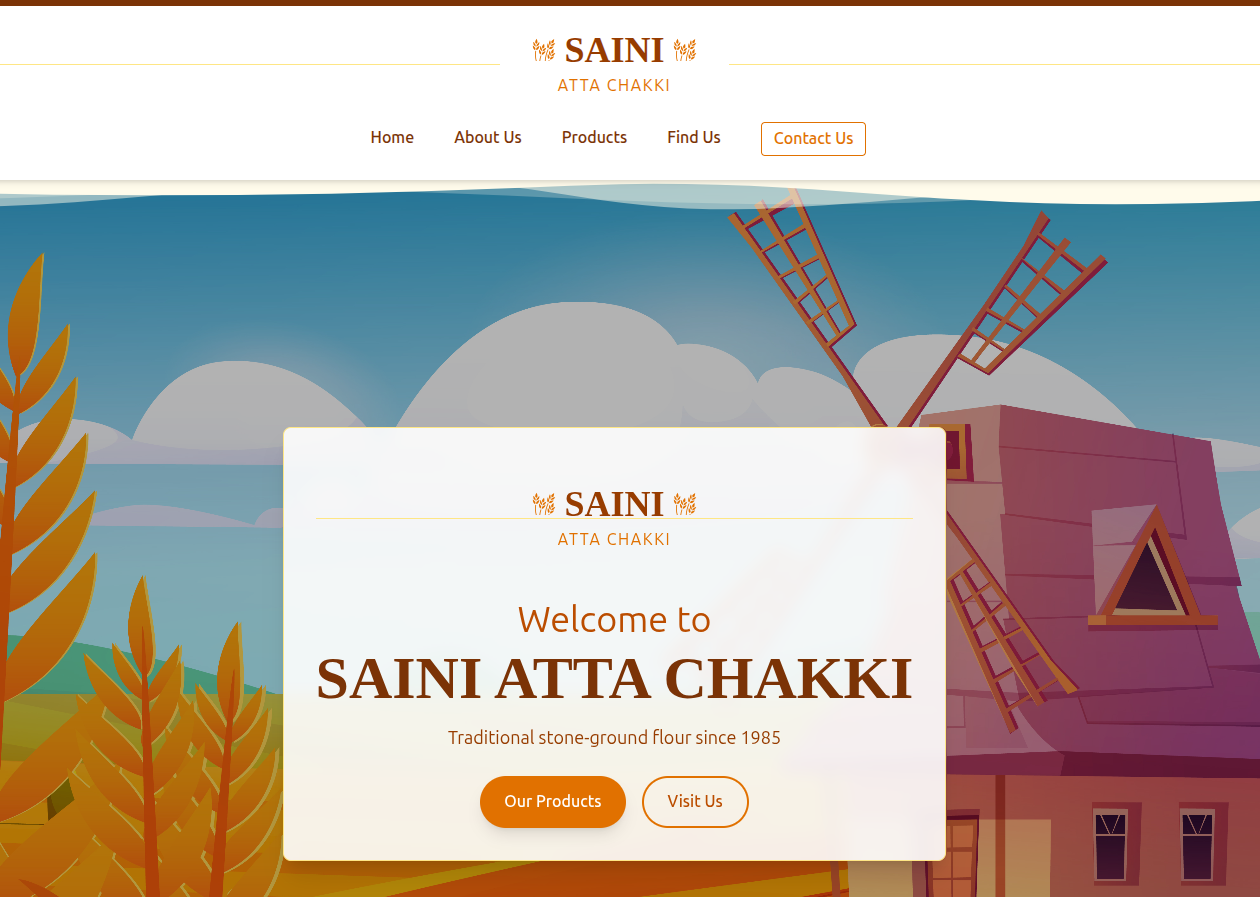 SAINI
ATTA CHAKKI
Home About Us Products Find Us Contact Us
SAINI
ATTA CHAKKI
Welcome to
SAINI ATTA CHAKKI
Traditional stone-ground flour since 1985
Our Products Visit Us